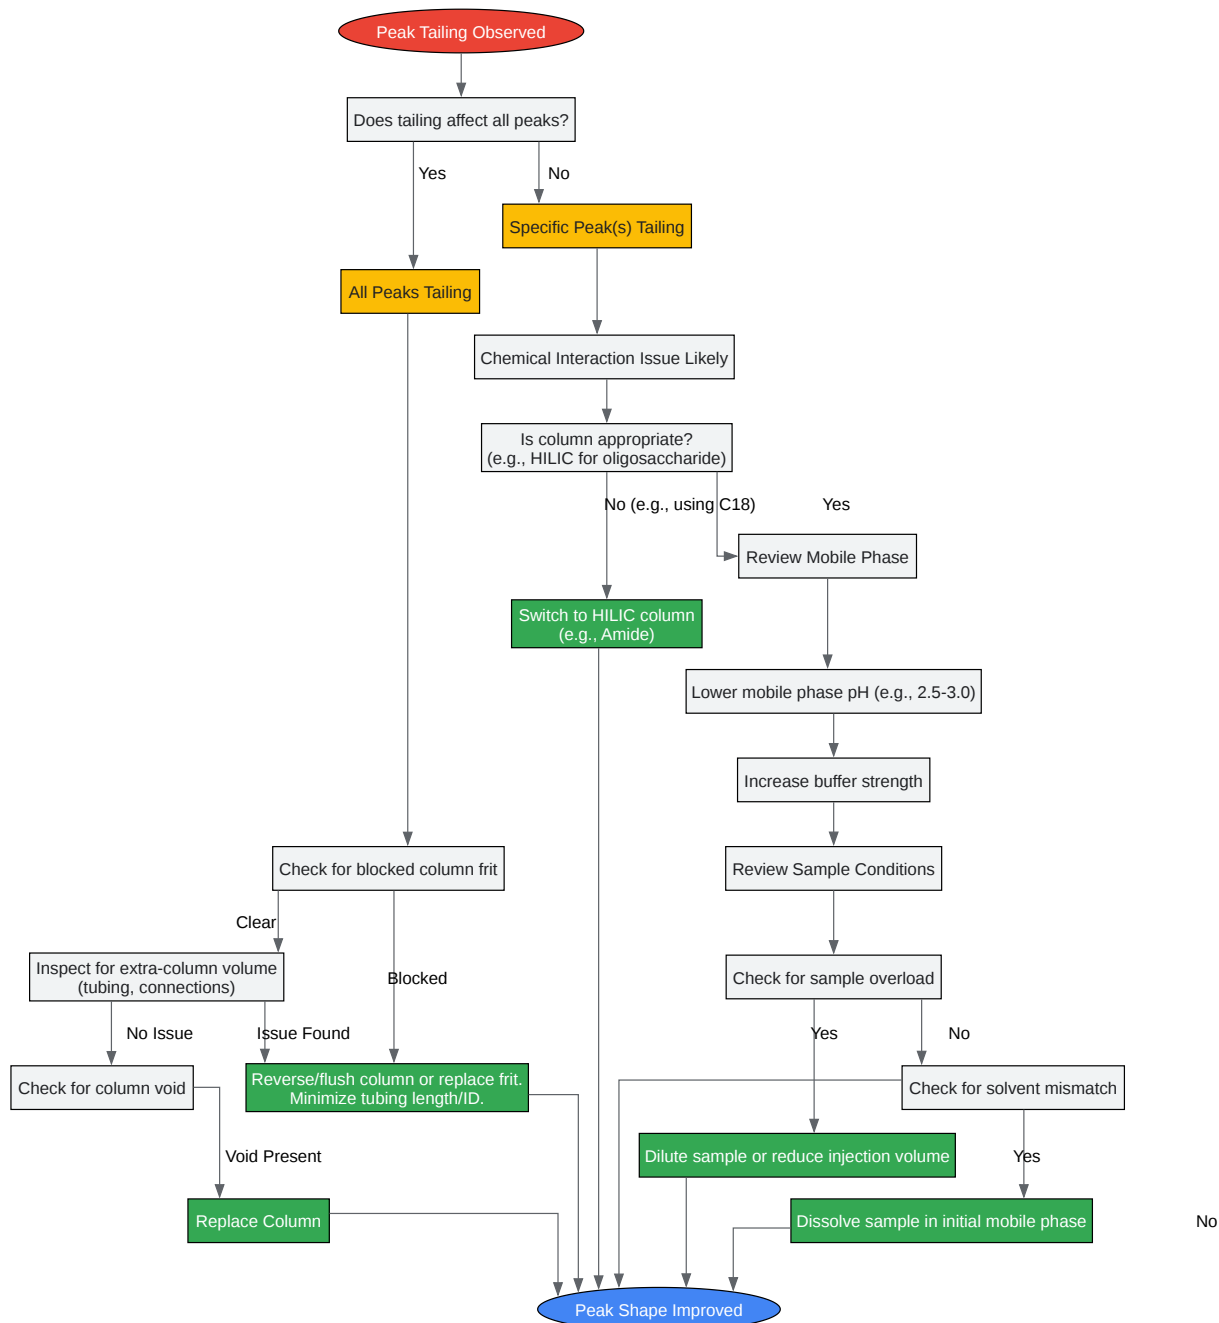 Peak Tailing Observed
Does tailing affect all peaks?
Yes
No
Specific Peak(s) Tailing
All Peaks Tailing
Chemical Interaction Issue Likely
Is column appropriate?
(e.g., HILIC for oligosaccharide)
No (e.g., using C18)
Yes
Review Mobile Phase
Switch to HILIC column
(e.g., Amide)
Lower mobile phase pH (e.g., 2.5-3.0)
Increase buffer strength
Check for blocked column frit
Review Sample Conditions
Clear
Inspect for extra-column volume
(tubing, connections)
Blocked
Check for sample overload
No Issue
Issue Found
Yes
No
Check for column void
Reverse/flush column or replace frit.
Minimize tubing length/ID.
Check for solvent mismatch
Void Present
Dilute sample or reduce injection volume
Yes
Replace Column
Dissolve sample in initial mobile phase
No
Peak Shape Improved